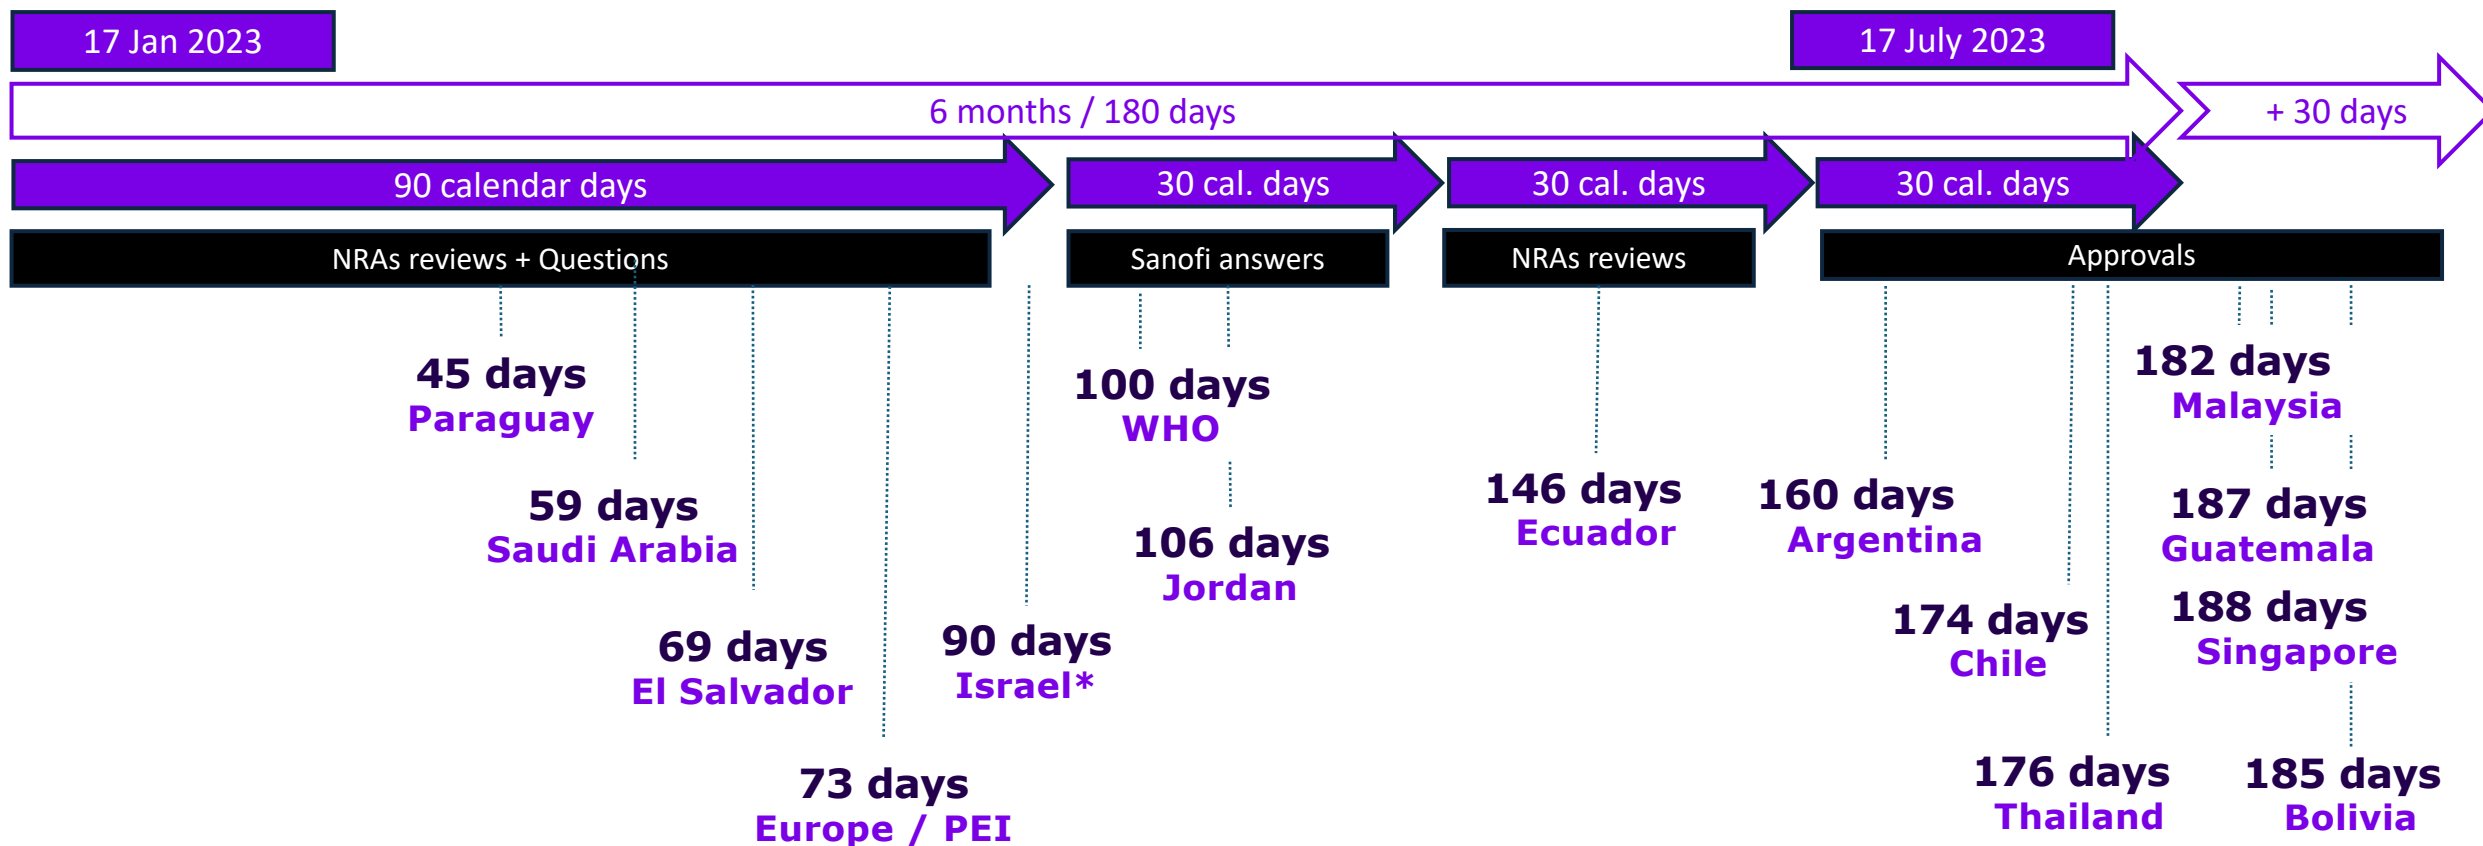 17 Jan 2023
17 July 2023
6 months / 180 days
+ 30 days
90 calendar days
30 cal. days
30 cal. days
30 cal. days
NRAs reviews + Questions
Sanofi answers
NRAs reviews
Approvals
45 days
Paraguay
59 days
Saudi Arabia
69 days
El Salvador
73 days
Europe / PEI
90 days
Israel*
100 days
WHO
106 days
Jordan
146 days
Ecuador
160 days
Argentina
174 days
Chile
176 days
Thailand
182 days
Malaysia
187 days
Guatemala
188 days
Singapore
185 days
Bolivia